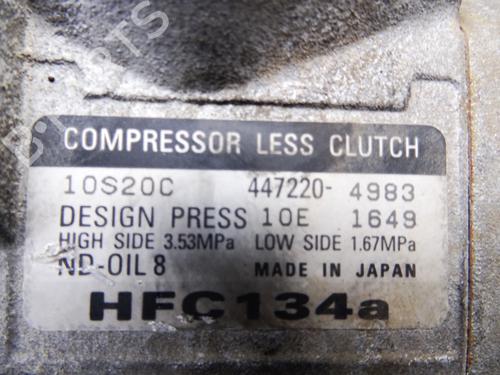 COMPRESSOR LESS CLUTCH
10S20C 447220- 4983
DESIGN PRESS 10E 1649
HIGH SIDE 3.53MPa LOW SIDE 1.67MPa
ND-OIL 8 MADE IN JAPAN
HFC134a